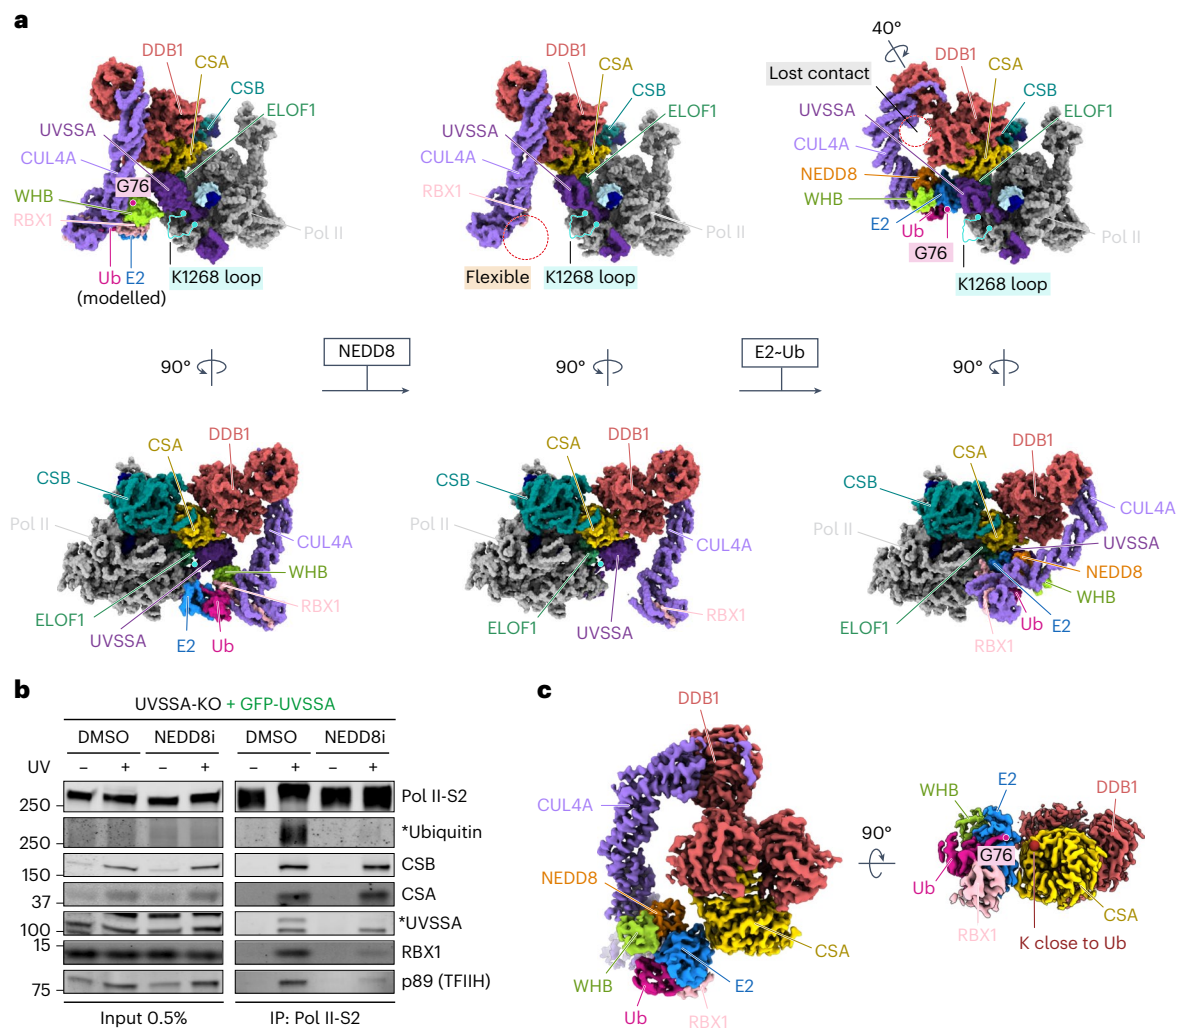 a
DDB1
CSA
CSB
ELOF1
UVSSA
CUL4A
G76
WHB
RBX1
Pol II
Ub E2
(modelled)
K1268 loop
DDB1
CSA
CSB
ELOF1
UVSSA
CUL4A
RBX1
Pol II
Flexible
K1268 loop
40°
Lost contact
DDB1
CSA
CSB
ELOF1
UVSSA
CUL4A
NEDD8
WHB
E2
Ub
G76
Pol II
K1268 loop
90°
NEDD8
90°
E2~Ub
90°
DDB1
CSA
CSB
Pol II
CUL4A
WHB
RBX1
ELOF1
UVSSA
E2
Ub
DDB1
CSA
CSB
Pol II
CUL4A
RBX1
ELOF1
UVSSA
DDB1
CSA
CSB
CUL4A
Pol II
UVSSA
NEDD8
WHB
ELOF1
Ub E2
RBX1
b
UVSSA-KO + GFP-UVSSA
DMSO NEDD8i DMSO NEDD8i
UV – + – + – + – +
250 Pol II-S2
250 *Ubiquitin
150 CSB
37 CSA
100 *UVSSA
15 RBX1
75 p89 (TFIIH)
Input 0.5% IP: Pol II-S2
c
DDB1
CUL4A
NEDD8
WHB
Ub
RBX1
E2
CSA
90°
E2
WHB
DDB1
G76
Ub
RBX1
CSA
K close to Ub